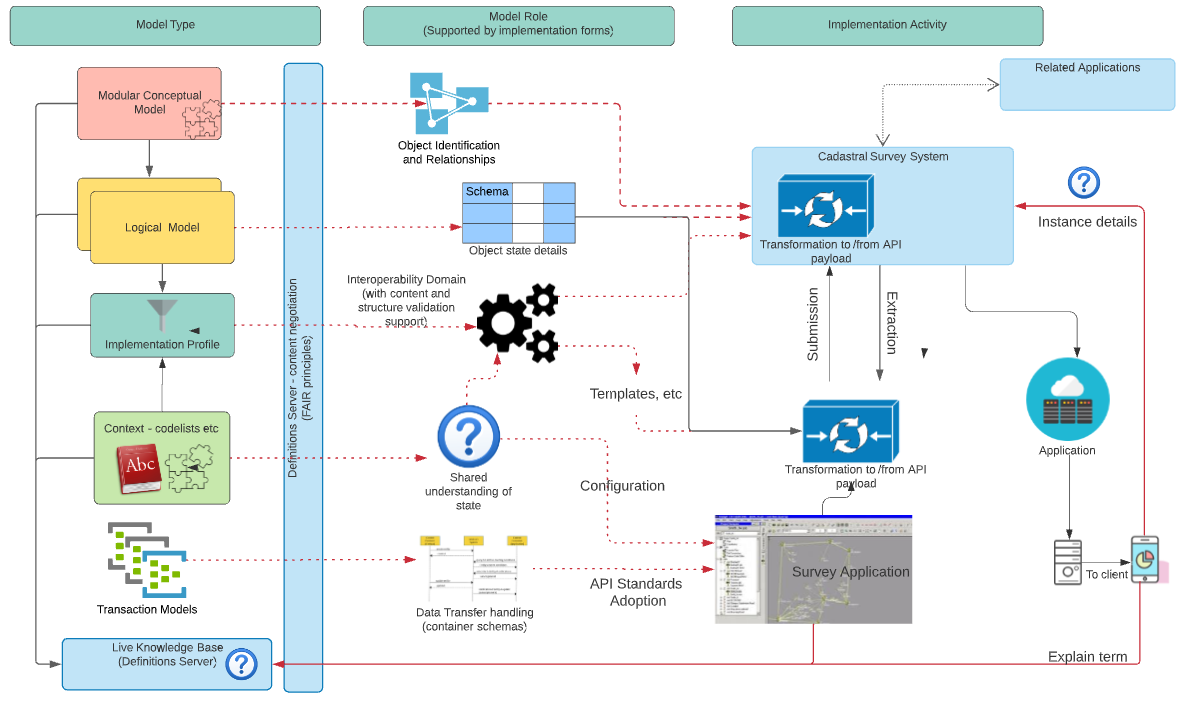 Model Type
Model Role
(Supported by implementation forms)
Implementation Activity
Related Applications
Modular Conceptual
Model
Object Identification
and Relationships
Cadastral Survey System
Schema
Logical Model
Object state details
Transformation to /from API
payload
Instance details
Interoperability Domain
(with content and
structure validation
support)
Implementation Profile
Definitions Server - content negotiation
(FAIR principles)
Submission
Extraction
Templates, etc
Context - codelists etc
Abc
Shared
understanding of
state
Configuration
Transformation to /from API
payload
Application
Transaction Models
Data Transfer handling
(container schemas)
API Standards
Adoption
Survey Application
To client
Live Knowledge Base
(Definitions Server)
Explain term